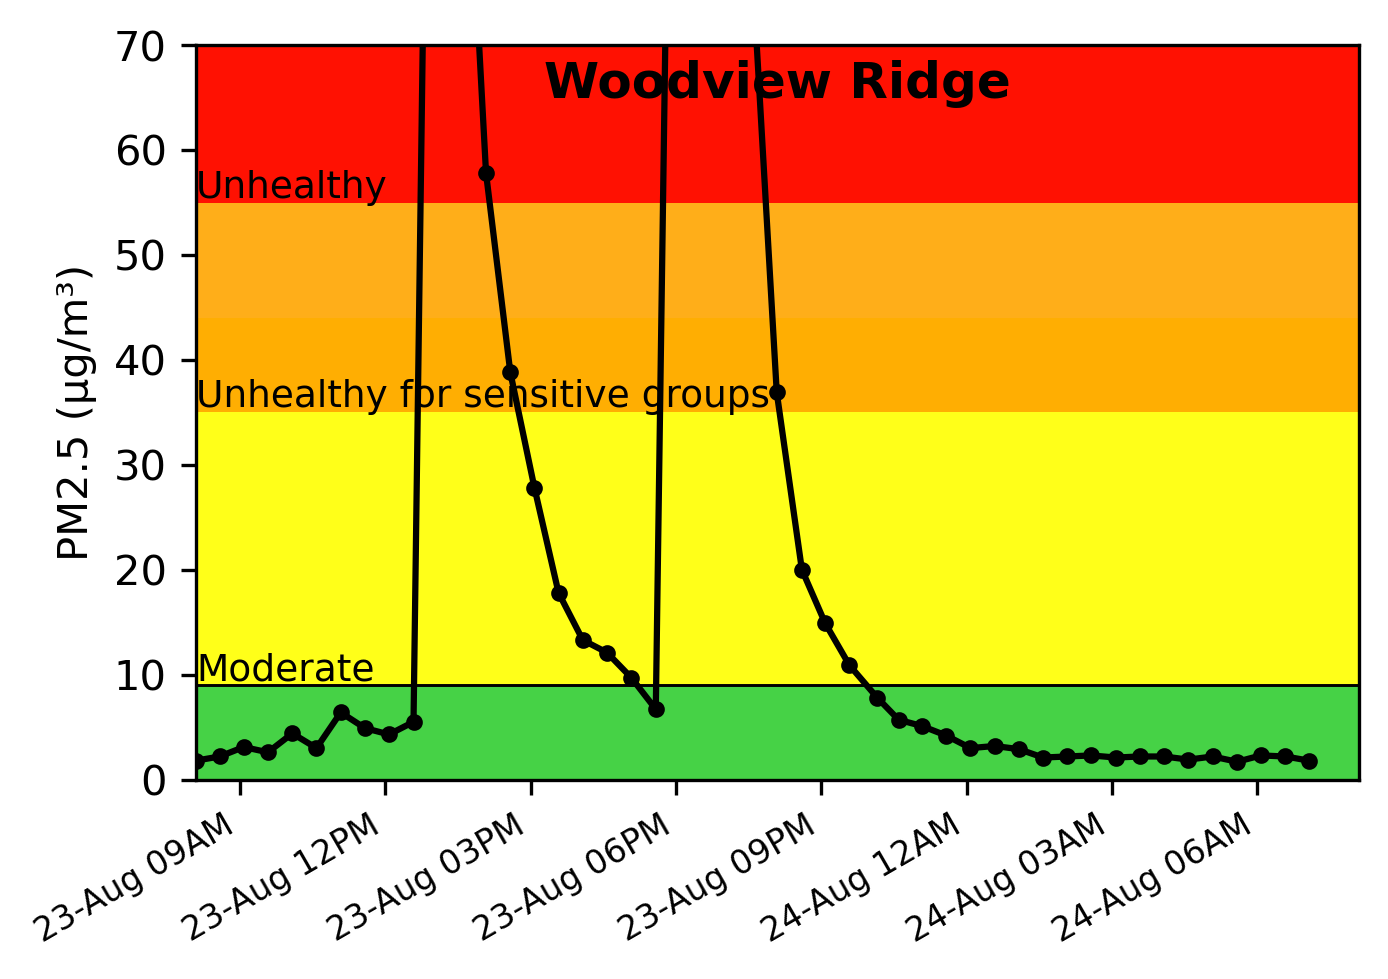 Woodview Ridge
PM2.5 (µg/m³)
70
60
50
40
30
20
10
0
Unhealthy
Unhealthy for sensitive groups
Moderate
23-Aug 09AM
23-Aug 12PM
23-Aug 03PM
23-Aug 06PM
23-Aug 09PM
24-Aug 12AM
24-Aug 03AM
24-Aug 06AM